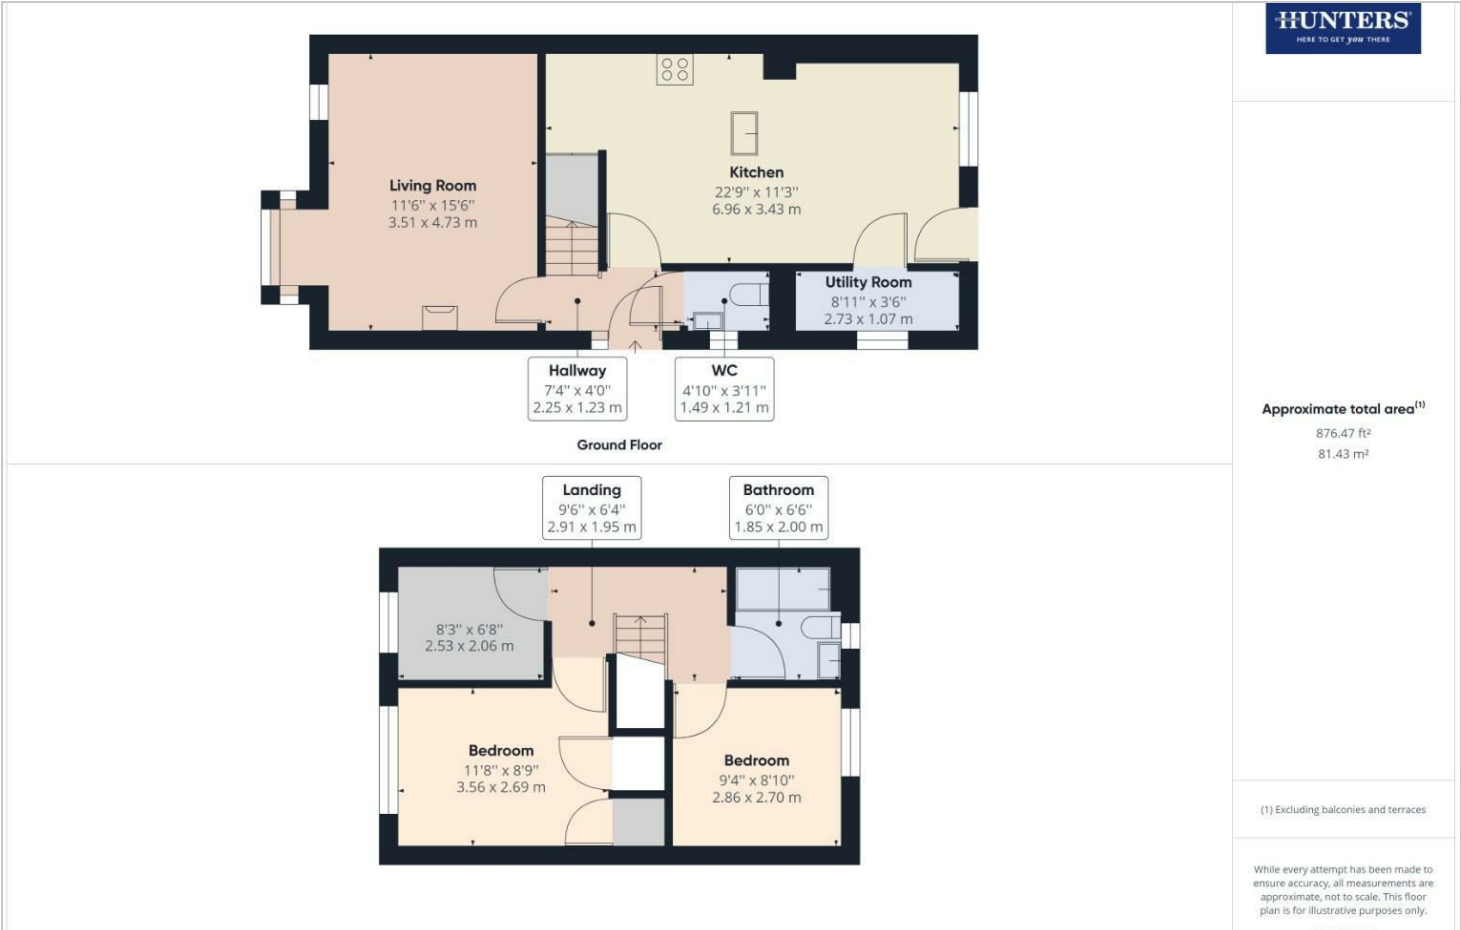 HUNTERS
HERE TO GET you THERE
Living Room
11'6" x 15'6"
3.51 x 4.73 m
Kitchen
22'9" x 11'3"
6.96 x 3.43 m
Utility Room
8'11" x 3'6"
2.73 x 1.07 m
Hallway
7'4" x 4'0"
2.25 x 1.23 m
WC
4'10" x 3'11"
1.49 x 1.21 m
Ground Floor
Landing
9'6" x 6'4"
2.91 x 1.95 m
Bathroom
6'0" x 6'6"
1.85 x 2.00 m
8'3" x 6'8"
2.53 x 2.06 m
Bedroom
11'8" x 8'9"
3.56 x 2.69 m
Bedroom
9'4" x 8'10"
2.86 x 2.70 m
Approximate total area(1)
876.47 ft²
81.43 m²
(1) Excluding balconies and terraces
While every attempt has been made to
ensure accuracy, all measurements are
approximate, not to scale. This floor
plan is for illustrative purposes only.